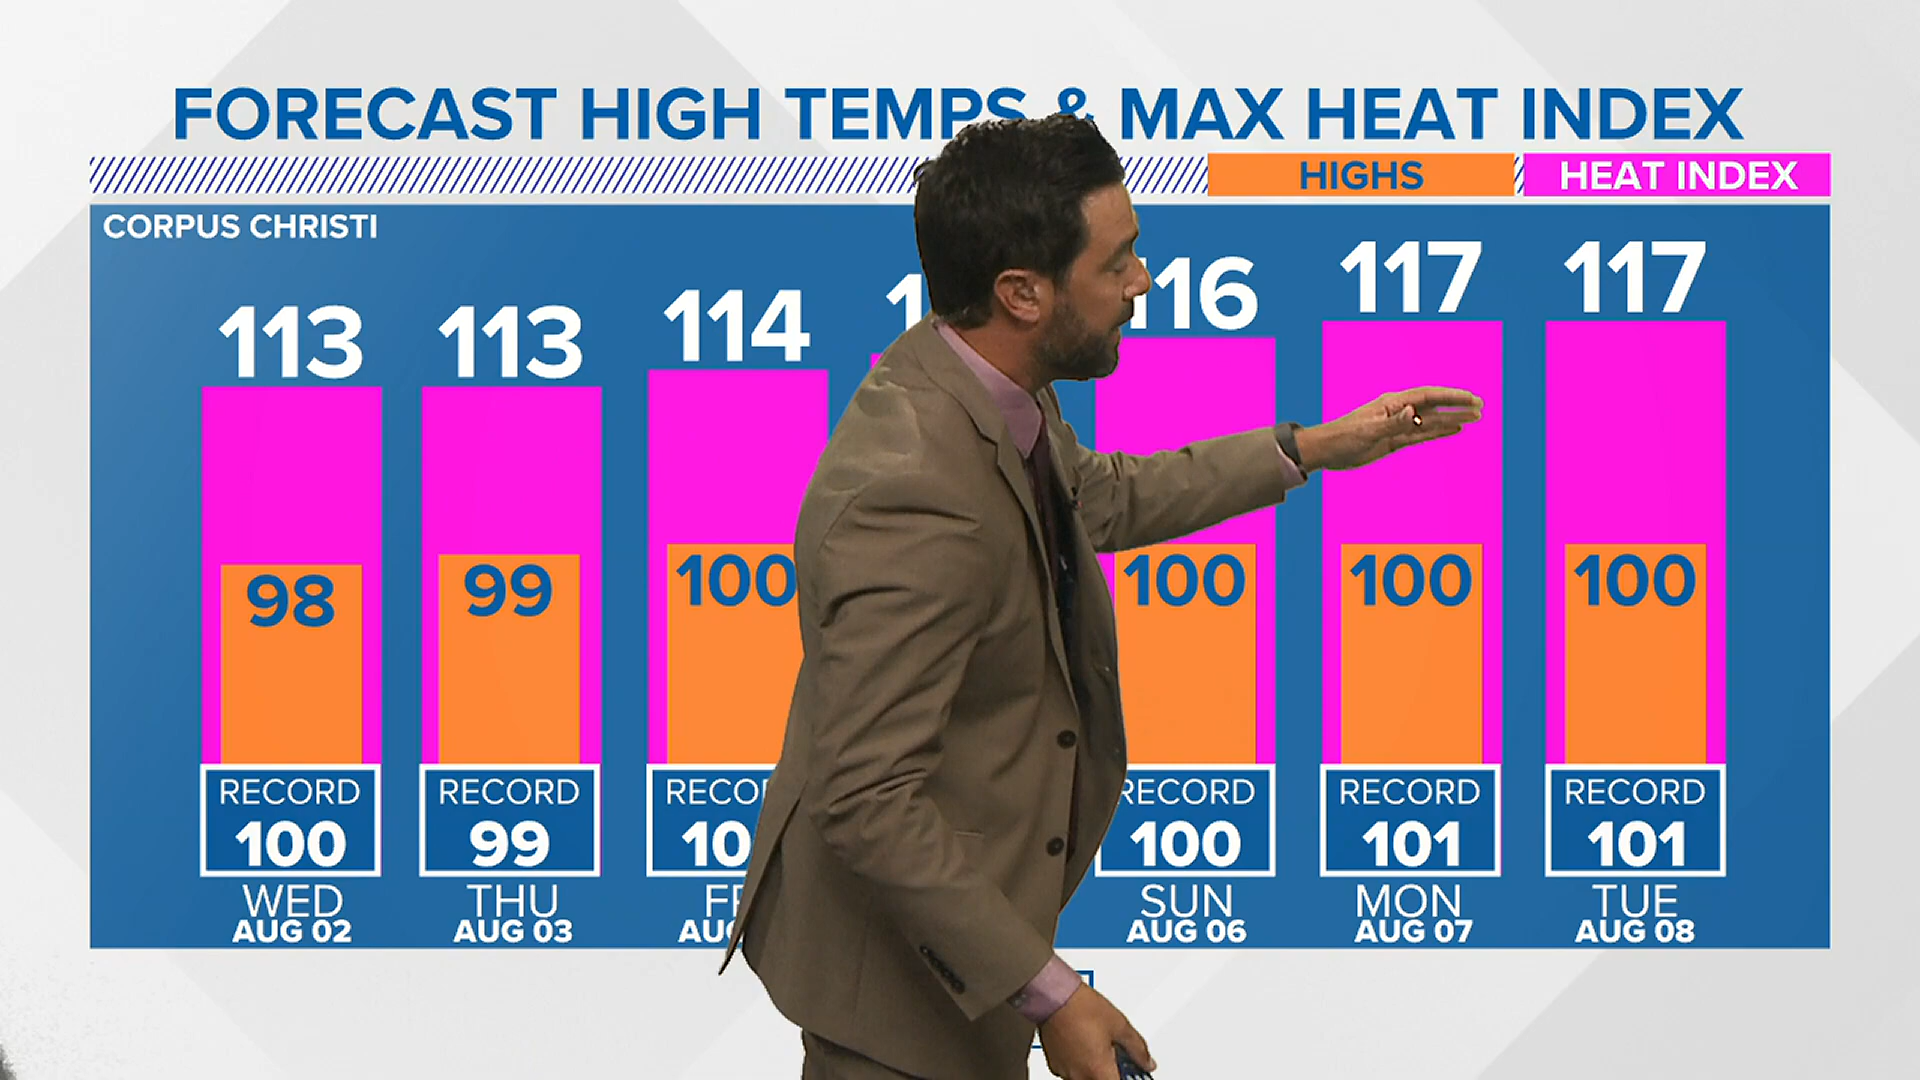 FORECAST HIGH TEMPS & MAX HEAT INDEX
HIGHS HEAT INDEX
CORPUS CHRISTI
113 113 114 116 117 117
98 99 100 100 100 100
RECORD RECORD RECORD RECORD RECORD
100 99 100 101 101
WED THU SUN MON TUE
AUG 02 AUG 03 AUG 06 AUG 07 AUG 08